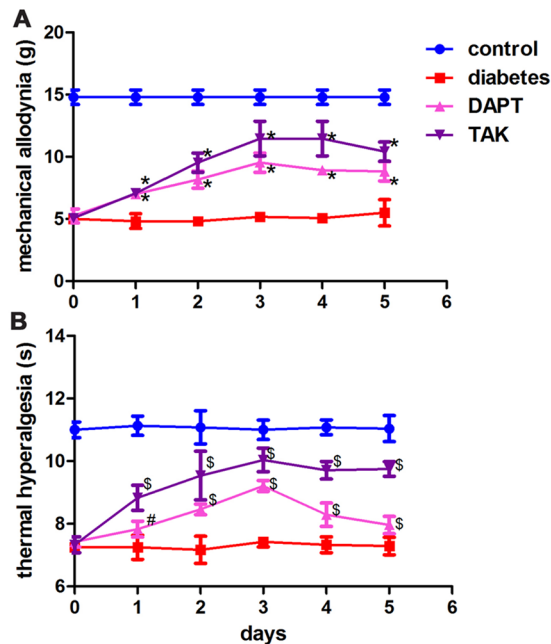 A
mechanical allodynia (g)
20
15
10
5
0
0 1 2 3 4 5 6
* * * * * * * * * *
control
diabetes
DAPT
TAK
B
thermal hyperalgesia (s)
14
12
10
8
6
0 1 2 3 4 5 6
$ $ $ $ $
# $ $ $ $
days